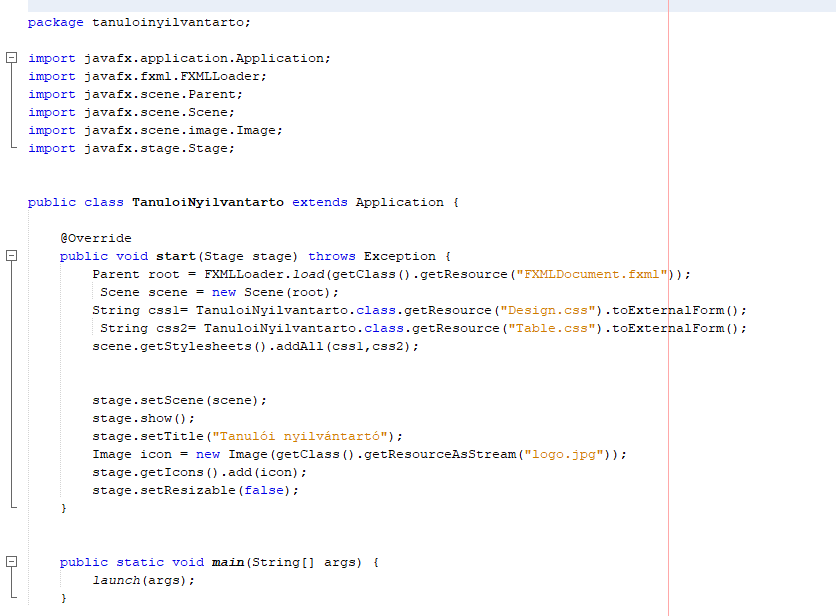 package tanuloinyilvantarto;
import javafx.application.Application;
import javafx.fxml.FXMLLoader;
import javafx.scene.Parent;
import javafx.scene.Scene;
import javafx.scene.image.Image;
import javafx.stage.Stage;
public class TanuloiNyilvantarto extends Application {
@Override
public void start(Stage stage) throws Exception {
Parent root = FXMLLoader.load(getClass().getResource("FXMLDocument.fxml"));
Scene scene = new Scene(root);
String css1= TanuloiNyilvantarto.class.getResource("Design.css").toExternalForm();
String css2= TanuloiNyilvantarto.class.getResource("Table.css").toExternalForm();
scene.getStylesheets().addAll(css1,css2);
stage.setScene(scene);
stage.show();
stage.setTitle("Tanulói nyilvántartó");
Image icon = new Image(getClass().getResourceAsStream("logo.jpg"));
stage.getIcons().add(icon);
stage.setResizable(false);
}
public static void main(String[] args) {
launch(args);
}